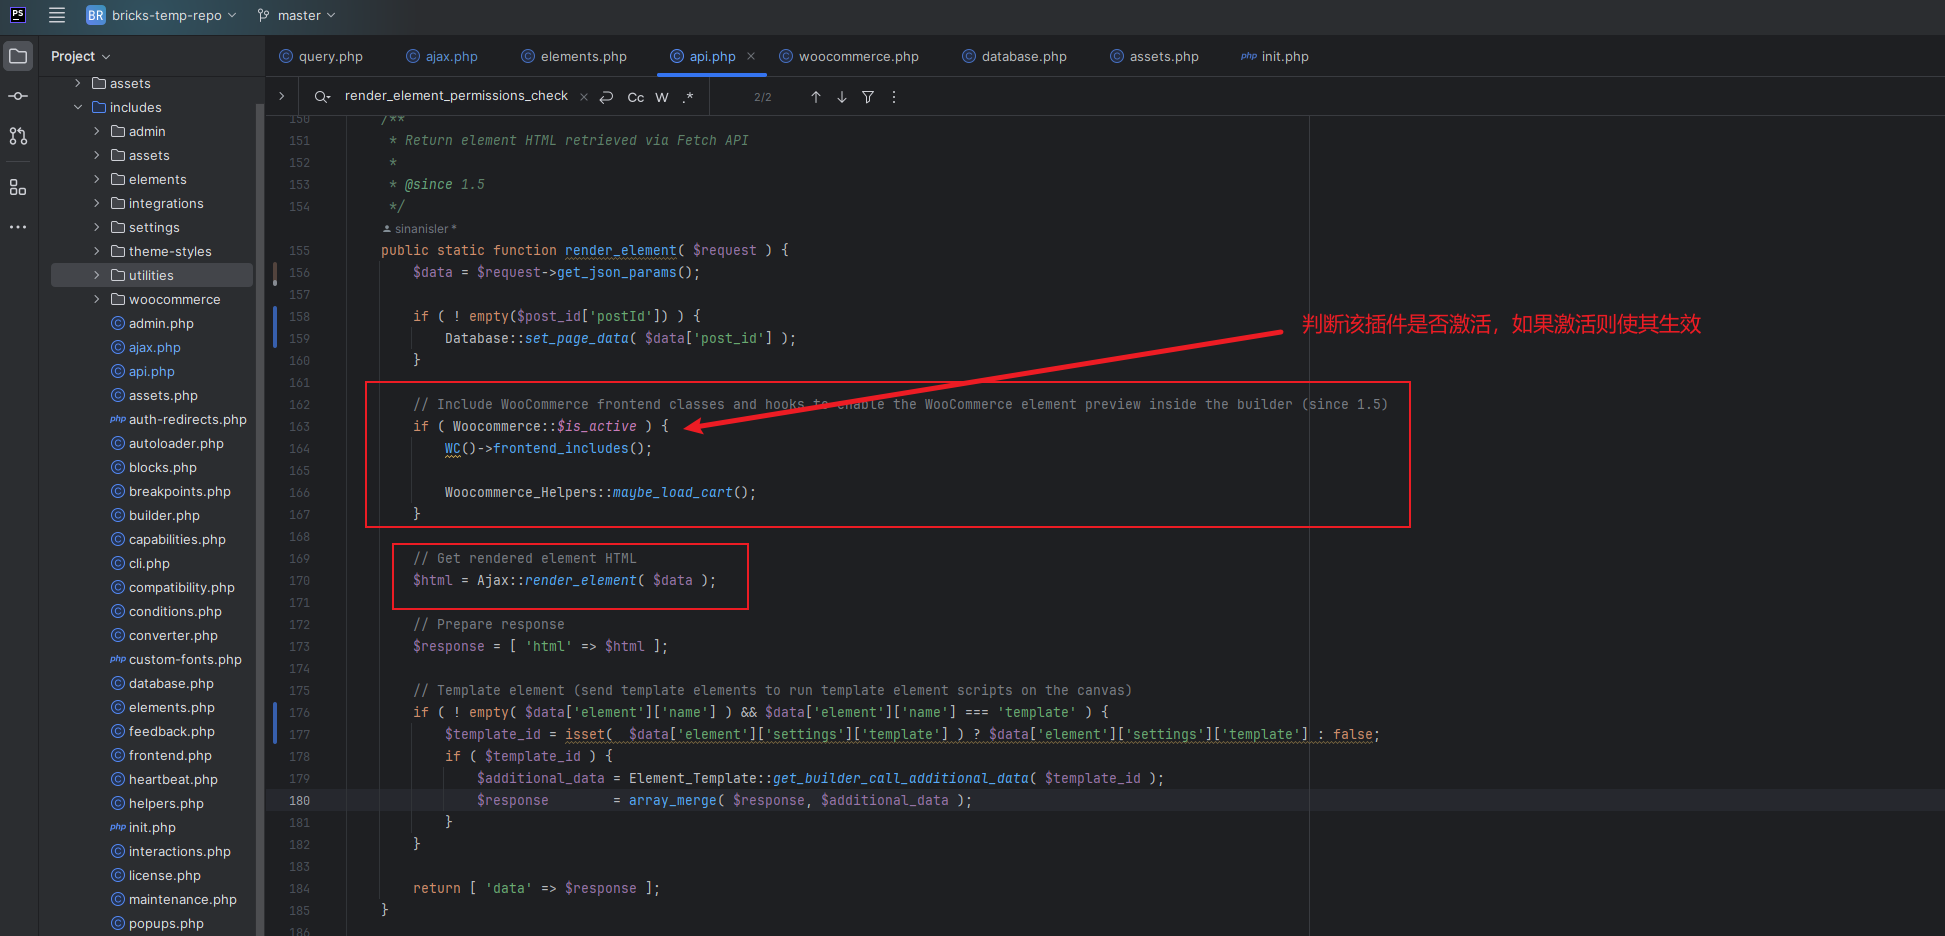 PS BR bricks-temp-repo master
Project
query.php ajax.php elements.php api.php woocommerce.php database.php assets.php php init.php
render_element_permissions_check Cc W .* 2/2
assets
includes
admin
assets
elements
integrations
settings
theme-styles
utilities
woocommerce
C admin.php
C ajax.php
C api.php
C assets.php
php auth-redirects.php
C autoloader.php
C blocks.php
C breakpoints.php
C builder.php
C capabilities.php
C cli.php
C compatibility.php
C conditions.php
C converter.php
php custom-fonts.php
C database.php
C elements.php
C feedback.php
C frontend.php
C heartbeat.php
C helpers.php
php init.php
C interactions.php
C license.php
C maintenance.php
C popups.php
150 /**
151 * Return element HTML retrieved via Fetch API
152 *
153 * @since 1.5
154 */
sinanisler *
155 public static function render_element( $request ) {
156 $data = $request->get_json_params();
157
158 if ( ! empty($post_id['postId']) ) {
159 Database::set_page_data( $data['post_id'] );
160 }
161
判断该插件是否激活，如果激活则使其生效
162 // Include WooCommerce frontend classes and hooks to enable the WooCommerce element preview inside the builder (since 1.5)
163 if ( Woocommerce::$is_active ) {
164 WC()->frontend_includes();
165
166 Woocommerce_Helpers::maybe_load_cart();
167 }
168
169 // Get rendered element HTML
170 $html = Ajax::render_element( $data );
171
172 // Prepare response
173 $response = [ 'html' => $html ];
174
175 // Template element (send template elements to run template element scripts on the canvas)
176 if ( ! empty( $data['element']['name'] ) && $data['element']['name'] === 'template' ) {
177 $template_id = isset(  $data['element']['settings']['template'] ) ? $data['element']['settings']['template'] : false;
178 if ( $template_id ) {
179 $additional_data = Element_Template::get_builder_call_additional_data( $template_id );
180 $response        = array_merge( $response, $additional_data );
181 }
182 }
183
184 return [ 'data' => $response ];
185 }
186